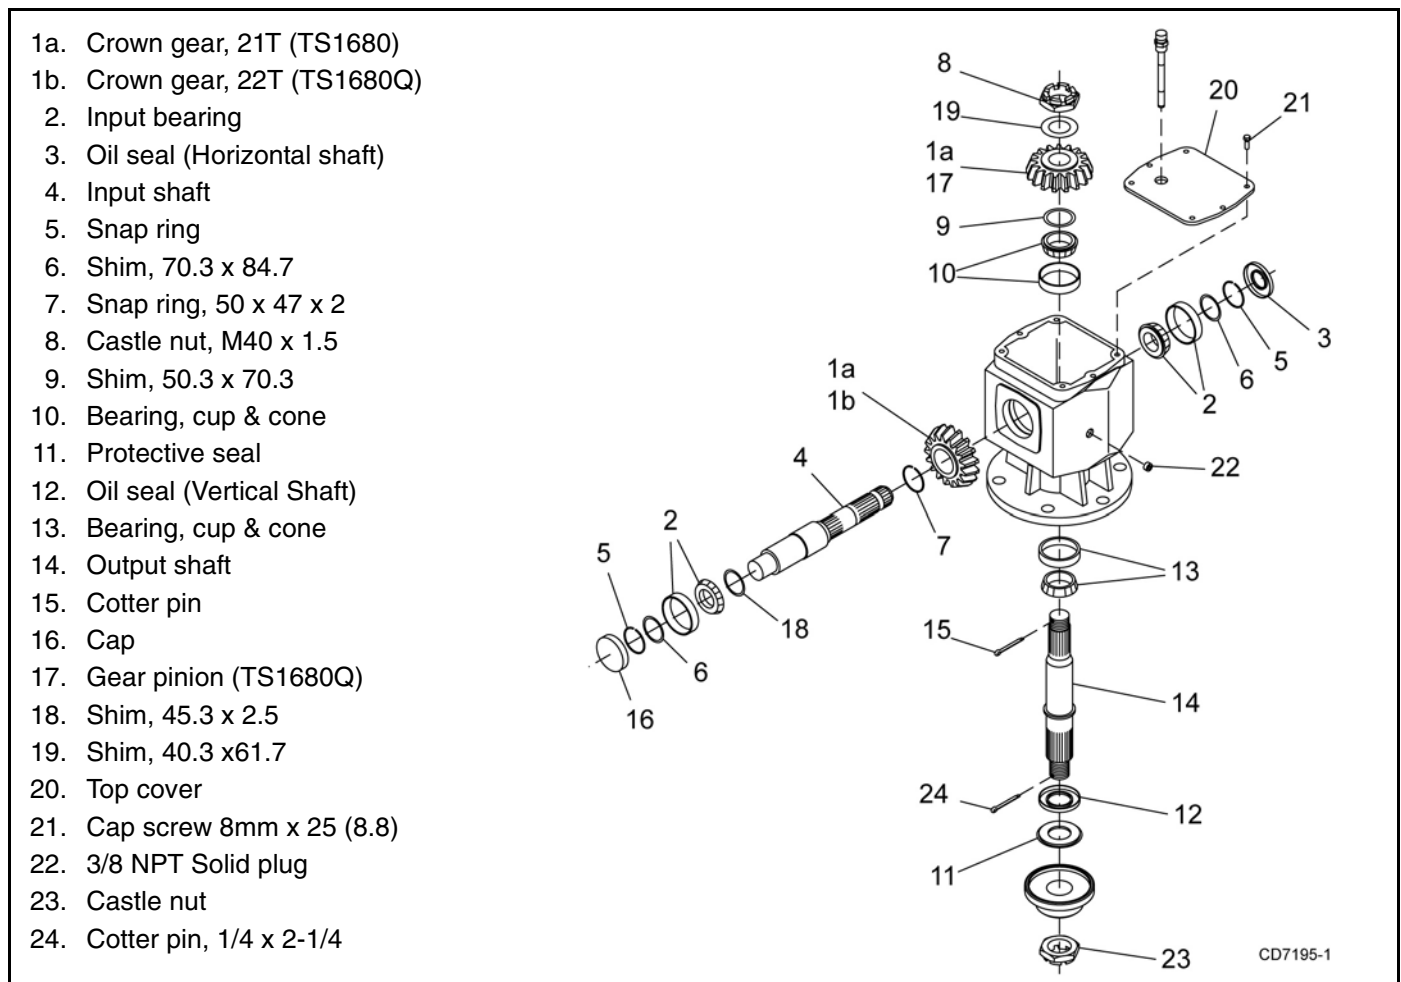 1a. Crown gear, 21T (TS1680)
1b. Crown gear, 22T (TS1680Q)
2. Input bearing
3. Oil seal (Horizontal shaft)
4. Input shaft
5. Snap ring
6. Shim, 70.3 x 84.7
7. Snap ring, 50 x 47 x 2
8. Castle nut, M40 x 1.5
9. Shim, 50.3 x 70.3
10. Bearing, cup & cone
11. Protective seal
12. Oil seal (Vertical Shaft)
13. Bearing, cup & cone
14. Output shaft
15. Cotter pin
16. Cap
17. Gear pinion (TS1680Q)
18. Shim, 45.3 x 2.5
19. Shim, 40.3 x61.7
20. Top cover
21. Cap screw 8mm x 25 (8.8)
22. 3/8 NPT Solid plug
23. Castle nut
24. Cotter pin, 1/4 x 2-1/4
8
19
1a
17
9
10
20
21
3
5
6
2
22
1a
1b
4
7
2
5
18
6
16
13
15
14
24
12
11
23
CD7195-1